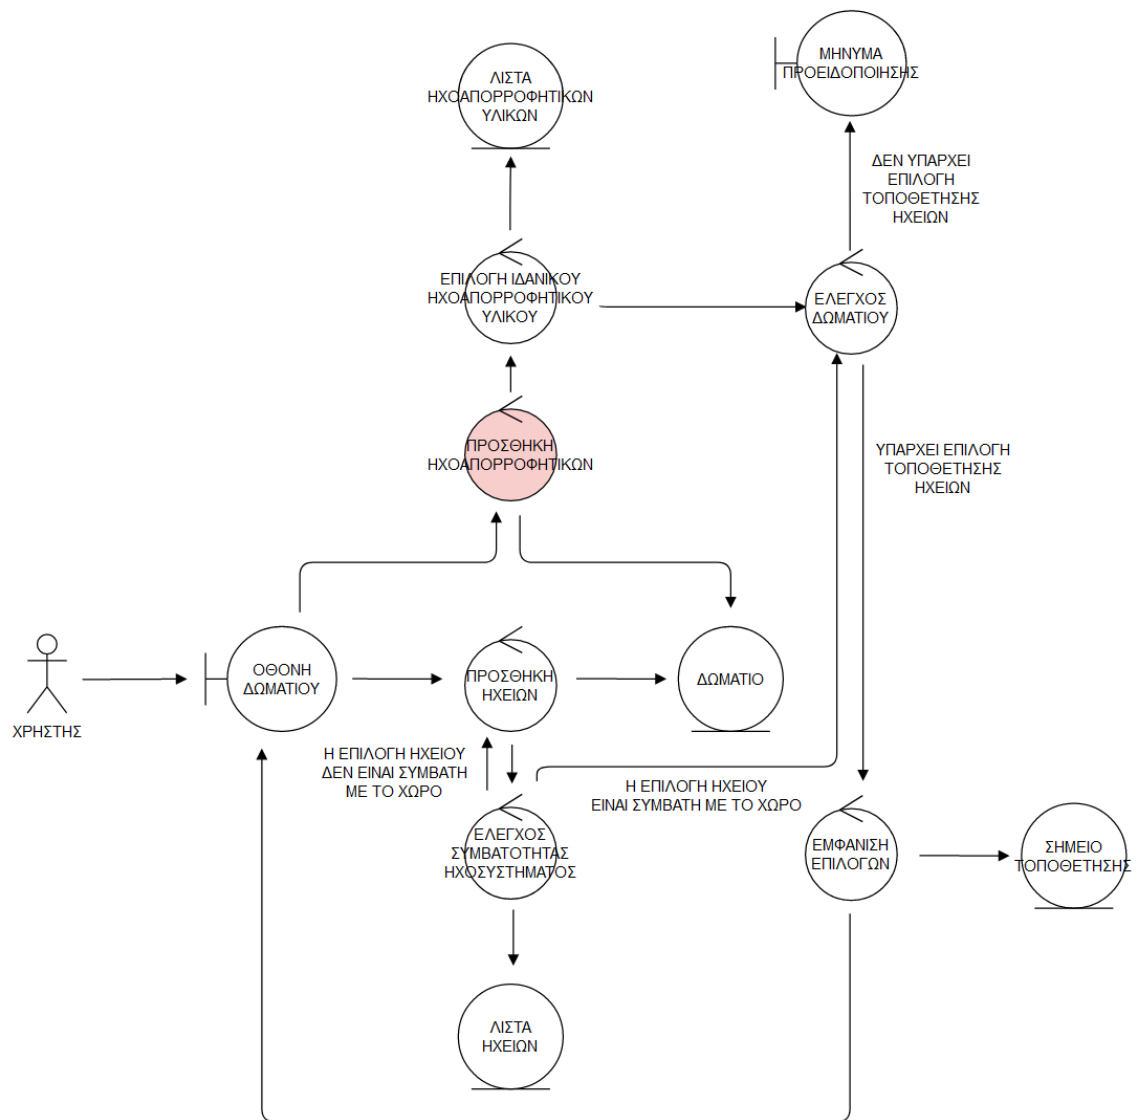 ΛΙΣΤΑ
ΗΧΟΑΠΟΡΡΟΦΗΤΙΚΩΝ
ΥΛΙΚΩΝ
ΜΗΝΥΜΑ
ΠΡΟΕΙΔΟΠΟΙΗΣΗΣ
ΔΕΝ ΥΠΑΡΧΕΙ
ΕΠΙΛΟΓΗ
ΤΟΠΟΘΕΤΗΣΗΣ
ΗΧΕΙΩΝ
ΕΠΙΛΟΓΗ ΙΔΑΝΙΚΟΥ
ΗΧΟΑΠΟΡΡΟΦΗΤΙΚΟΥ
ΥΛΙΚΟΥ
ΕΛΕΓΧΟΣ
ΔΩΜΑΤΙΟΥ
ΠΡΟΣΘΗΚΗ
ΗΧΟΑΠΟΡΡΟΦΗΤΙΚΩΝ
ΥΠΑΡΧΕΙ ΕΠΙΛΟΓΗ
ΤΟΠΟΘΕΤΗΣΗΣ
ΗΧΕΙΩΝ
ΧΡΗΣΤΗΣ
ΟΘΟΝΗ
ΔΩΜΑΤΙΟΥ
ΠΡΟΣΘΗΚΗ
ΗΧΕΙΩΝ
ΔΩΜΑΤΙΟ
Η ΕΠΙΛΟΓΗ ΗΧΕΙΟΥ
ΔΕΝ ΕΙΝΑΙ ΣΥΜΒΑΤΗ
ΜΕ ΤΟ ΧΩΡΟ
Η ΕΠΙΛΟΓΗ ΗΧΕΙΟΥ
ΕΙΝΑΙ ΣΥΜΒΑΤΗ ΜΕ ΤΟ ΧΩΡΟ
ΕΛΕΓΧΟΣ
ΣΥΜΒΑΤΟΤΗΤΑΣ
ΗΧΟΣΥΣΤΗΜΑΤΟΣ
ΕΜΦΑΝΙΣΗ
ΕΠΙΛΟΓΩΝ
ΣΗΜΕΙΟ
ΤΟΠΟΘΕΤΗΣΗΣ
ΛΙΣΤΑ
ΗΧΕΙΩΝ